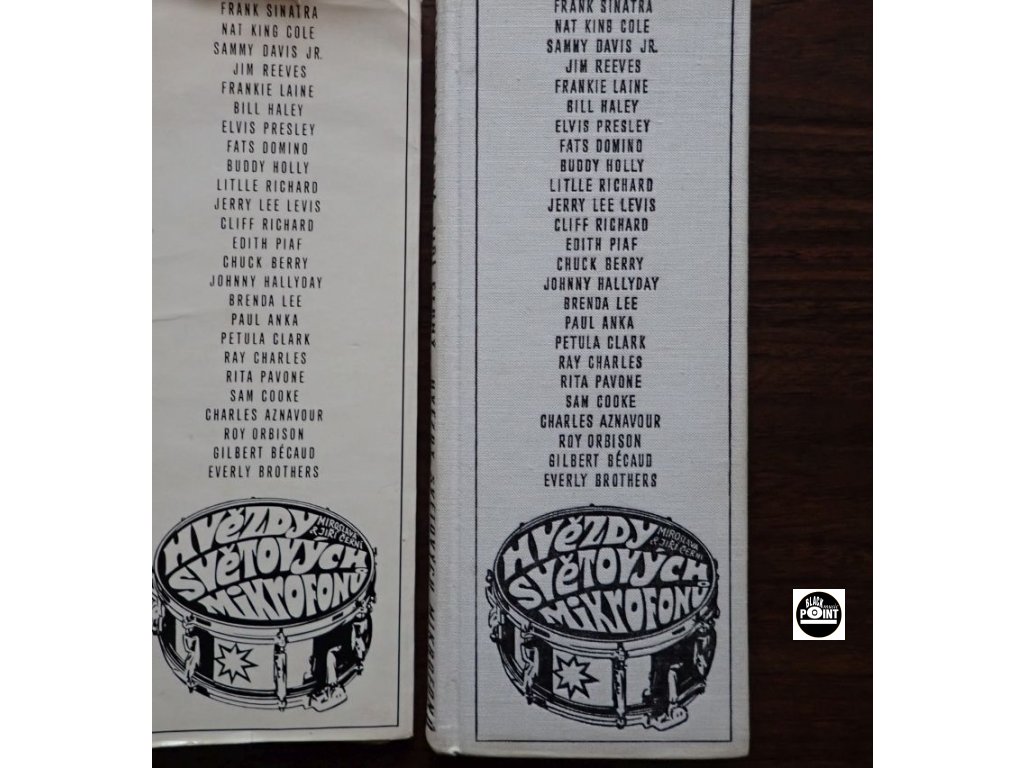 FRANK SINATRA
NAT KING COLE
SAMMY DAVIS JR.
JIM REEVES
FRANKIE LAINE
BILL HALEY
ELVIS PRESLEY
FATS DOMINO
BUDDY HOLLY
LITLLE RICHARD
JERRY LEE LEVIS
CLIFF RICHARD
EDITH PIAF
CHUCK BERRY
JOHNNY HALLYDAY
BRENDA LEE
PAUL ANKA
PETULA CLARK
RAY CHARLES
RITA PAVONE
SAM COOKE
CHARLES AZNAVOUR
ROY ORBISON
GILBERT BÉCAUD
EVERLY BROTHERS
HVĚZDY
MIROSLAVA
& JIŘÍ ČERNÍ
SVĚTOVÝCH
MIKROFONŮ
FRANK SINATRA
NAT KING COLE
SAMMY DAVIS JR.
JIM REEVES
FRANKIE LAINE
BILL HALEY
ELVIS PRESLEY
FATS DOMINO
BUDDY HOLLY
LITLLE RICHARD
JERRY LEE LEVIS
CLIFF RICHARD
EDITH PIAF
CHUCK BERRY
JOHNNY HALLYDAY
BRENDA LEE
PAUL ANKA
PETULA CLARK
RAY CHARLES
RITA PAVONE
SAM COOKE
CHARLES AZNAVOUR
ROY ORBISON
GILBERT BÉCAUD
EVERLY BROTHERS
HVĚZDY
MIROSLAVA
& JIŘÍ ČERNÍ
SVĚTOVÝCH
MIKROFONŮ
BLACK
music
POINT